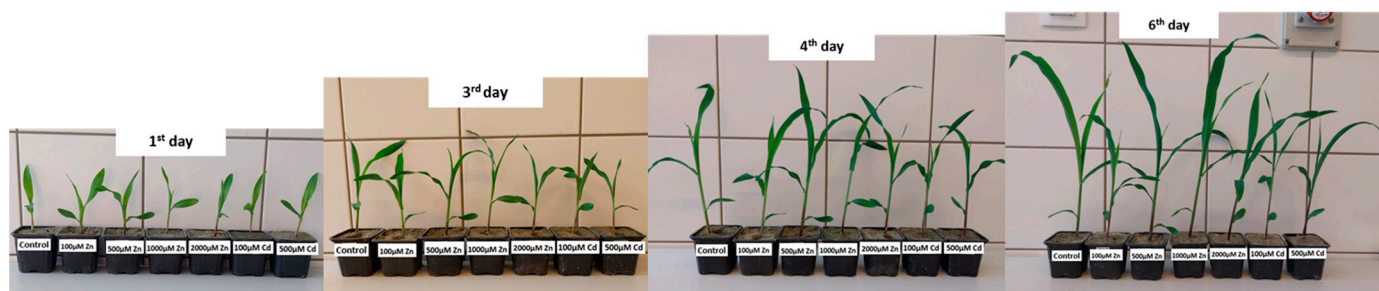 1st day
Control
100µM Zn
500µM Zn
1000µM Zn
2000µM Zn
100µM Cd
500µM Cd
3rd day
Control
100µM Zn
500µM Zn
1000µM Zn
2000µM Zn
100µM Cd
500µM Cd
4th day
Control
100µM Zn
500µM Zn
1000µM Zn
2000µM Zn
100µM Cd
500µM Cd
6th day
Control
100µM Zn
500µM Zn
1000µM Zn
2000µM Zn
100µM Cd
500µM Cd